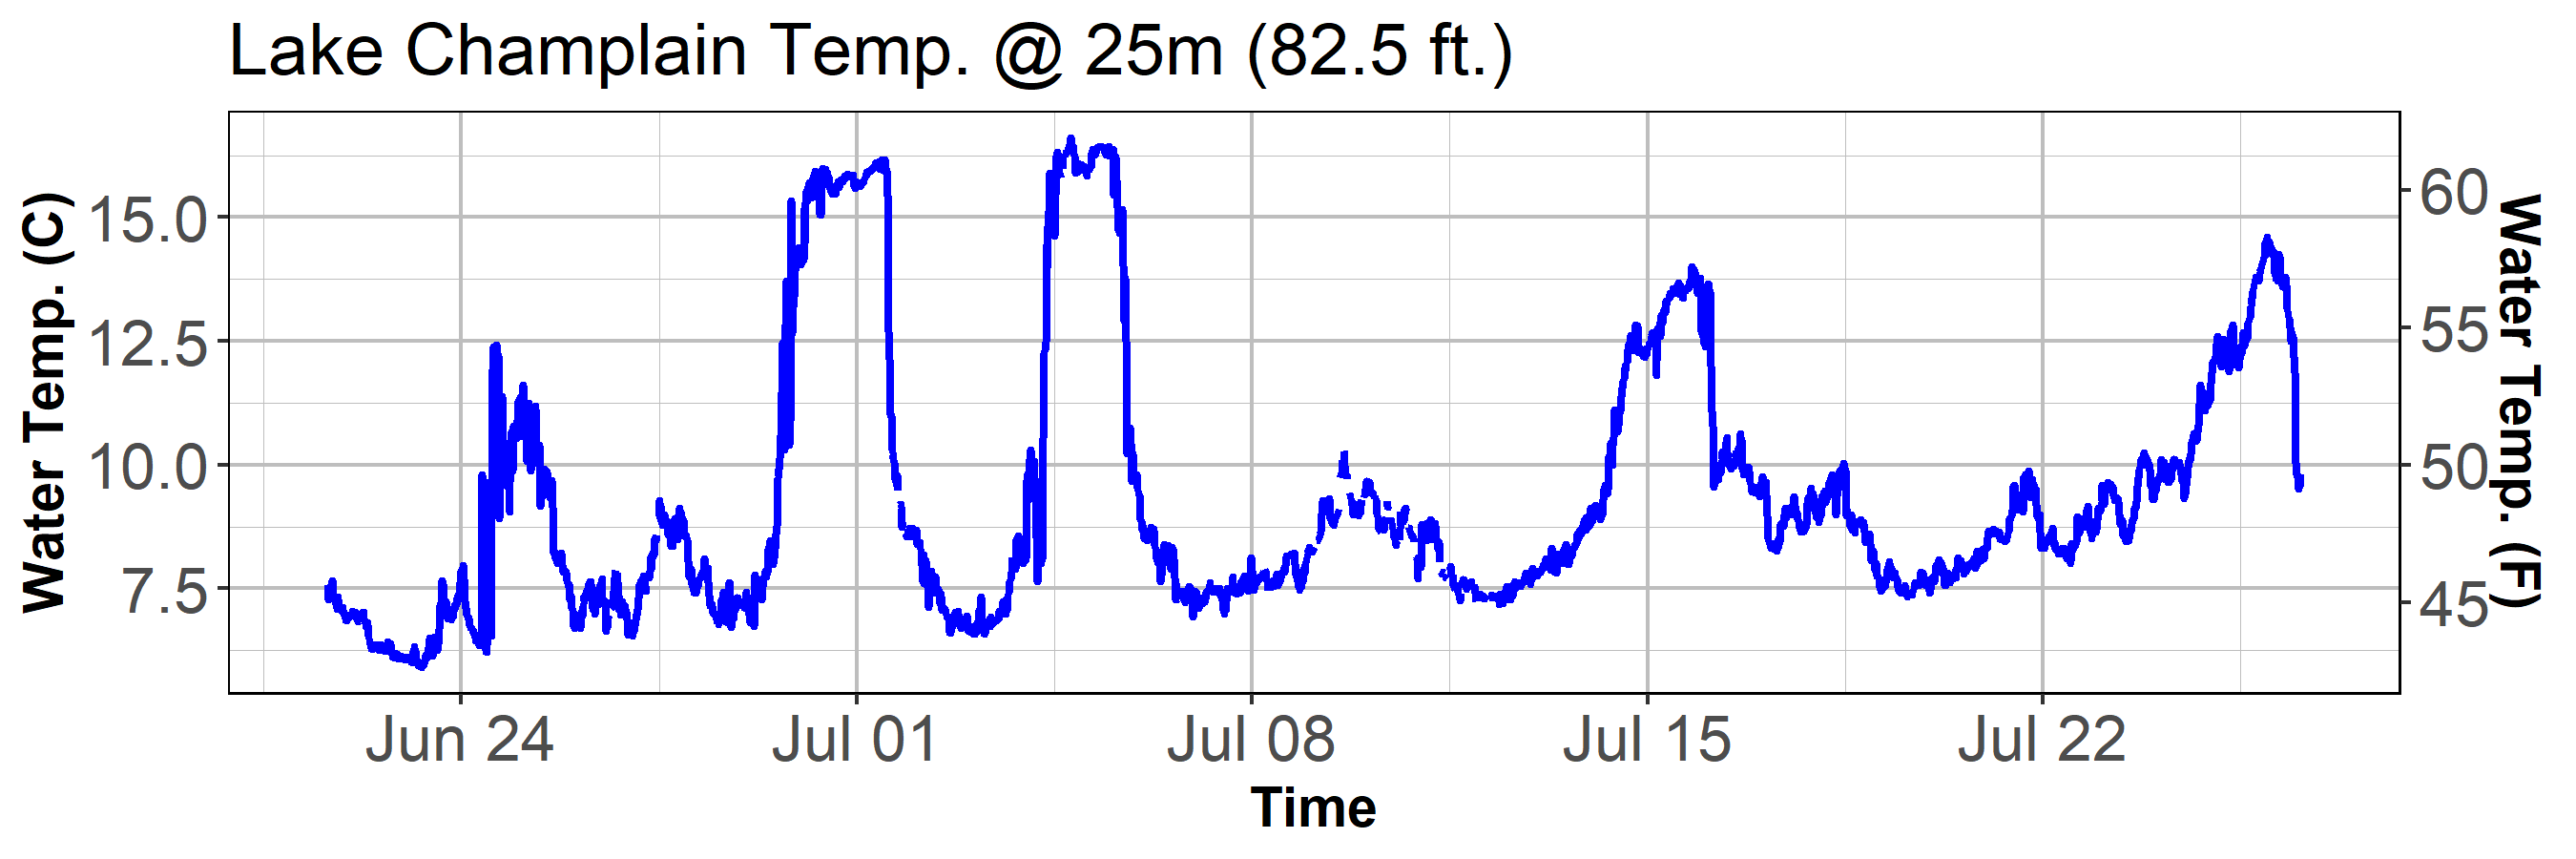 Lake Champlain Temp. @ 25m (82.5 ft.)
Water Temp. (C)
15.0
12.5
10.0
7.5
60
55
50
45
Water Temp. (F)
Jun 24 Jul 01 Jul 08 Jul 15 Jul 22
Time